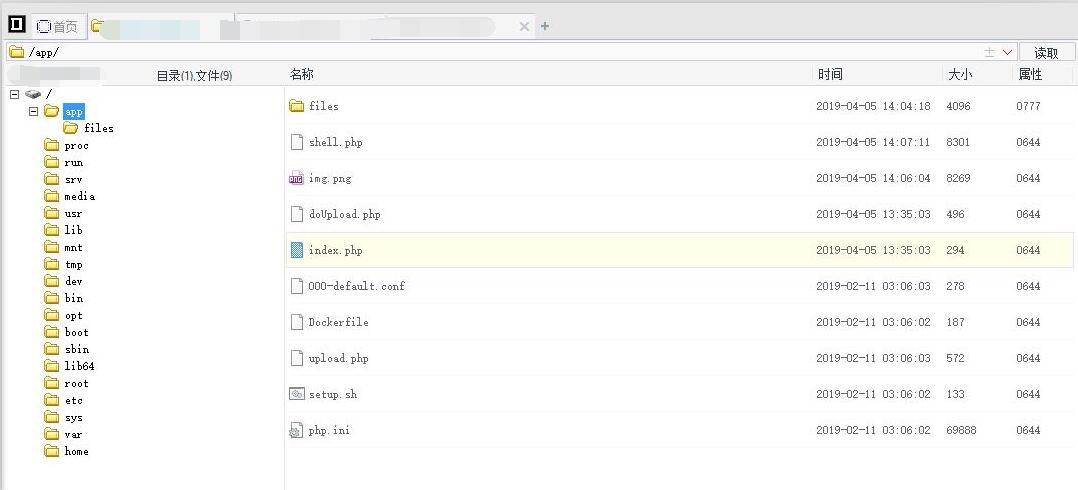 首页
/app/
读取
目录(1),文件(9)
名称 时间 大小 属性
/
app
files
proc
run
srv
media
usr
lib
mnt
tmp
dev
bin
opt
boot
sbin
lib64
root
etc
sys
var
home
files 2019-04-05 14:04:18 4096 0777
shell.php 2019-04-05 14:07:11 8301 0644
img.png 2019-04-05 14:06:04 8269 0644
doUpload.php 2019-04-05 13:35:03 496 0644
index.php 2019-04-05 13:35:03 294 0644
000-default.conf 2019-02-11 03:06:03 278 0644
Dockerfile 2019-02-11 03:06:02 187 0644
upload.php 2019-02-11 03:06:03 572 0644
setup.sh 2019-02-11 03:06:02 133 0644
php.ini 2019-02-11 03:06:02 69888 0644